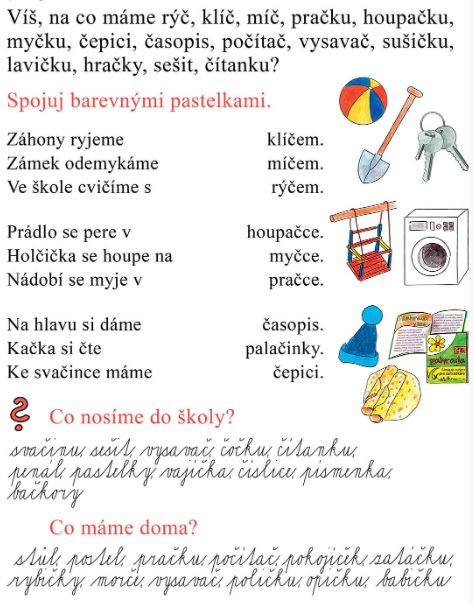 Víš, na co máme rýč, klíč, míč, pračku, houpačku,
myčku, čepici, časopis, počítač, vysavač, sušičku,
lavičku, hračky, sešit, čítanku?
Spojuj barevnými pastelkami.
Záhony ryjeme klíčem.
Zámek odemykáme míčem.
Ve škole cvičíme s rýčem.
Prádlo se pere v houpačce.
Holčička se houpe na myčce.
Nádobí se myje v pračce.
Na hlavu si dáme časopis.
Kačka si čte palačinky.
Ke svačince máme čepici.
zahrada
? Co nosíme do školy?
svačinu, sešit, vysavač, čočku, čítanku,
penál, pastelky, vajíčka, číslice, písmenka,
bačkory
Co máme doma?
stůl, postel, pračku, počítač, pokojíček, zatáčku,
rybičky, morče, vysavač, poličku, opičku, babičku